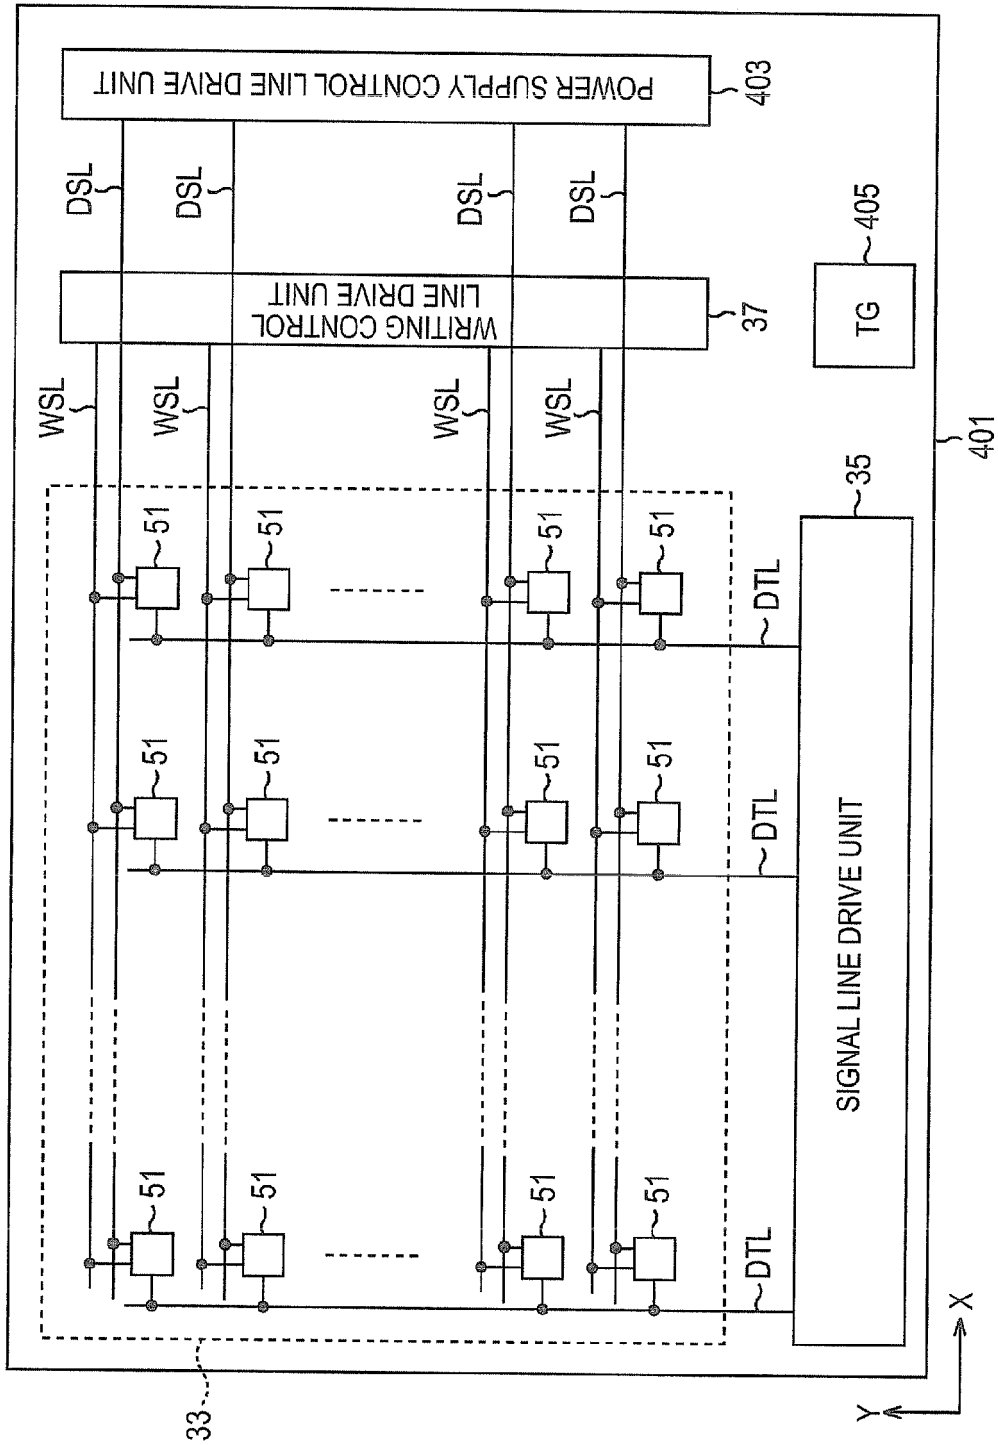 WSL
DSL
51
51
51
WSL
DSL
33
51
51
51
WRITING CONTROL
LINE DRIVE UNIT
POWER SUPPLY CONTROL LINE DRIVE UNIT
WSL
DSL
51
51
51
WSL
DSL
51
51
51
DTL
DTL
DTL
37
403
SIGNAL LINE DRIVE UNIT
35
TG
405
Y
X
401